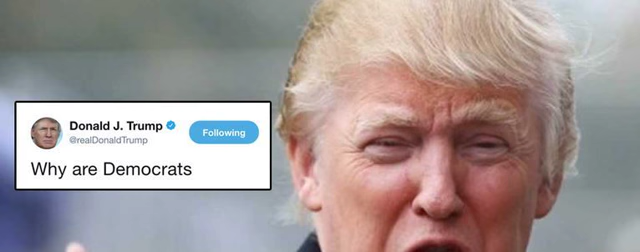 Donald J. Trump
@realDonaldTrump
Following
Why are Democrats